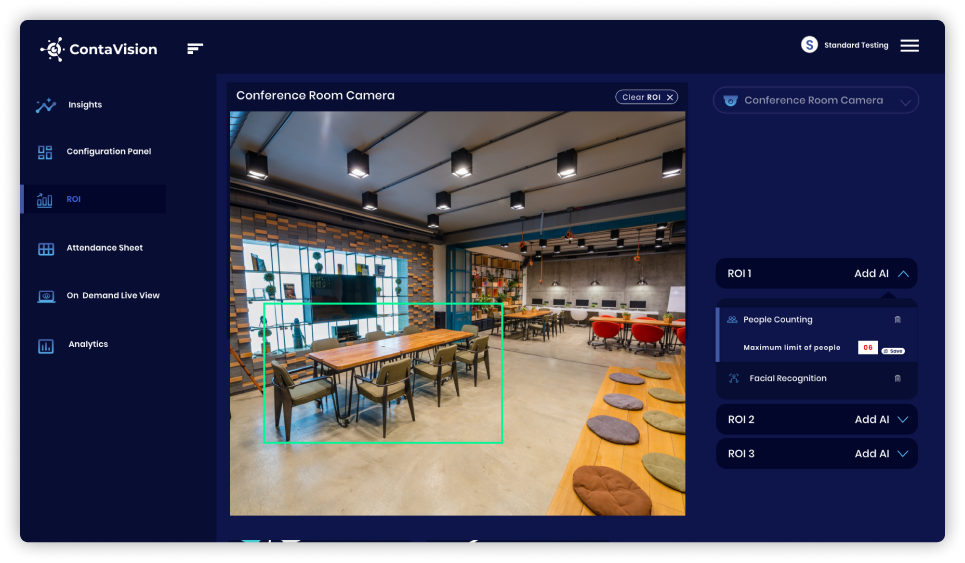 ContaVision
S Standard Testing
Insights
Configuration Panel
ROI
Attendance Sheet
On Demand Live View
Analytics
Conference Room Camera
Clear ROI X
Conference Room Camera
ROI 1 Add AI
People Counting
Maximum limit of people 06 Save
Facial Recognition
ROI 2 Add AI
ROI 3 Add AI